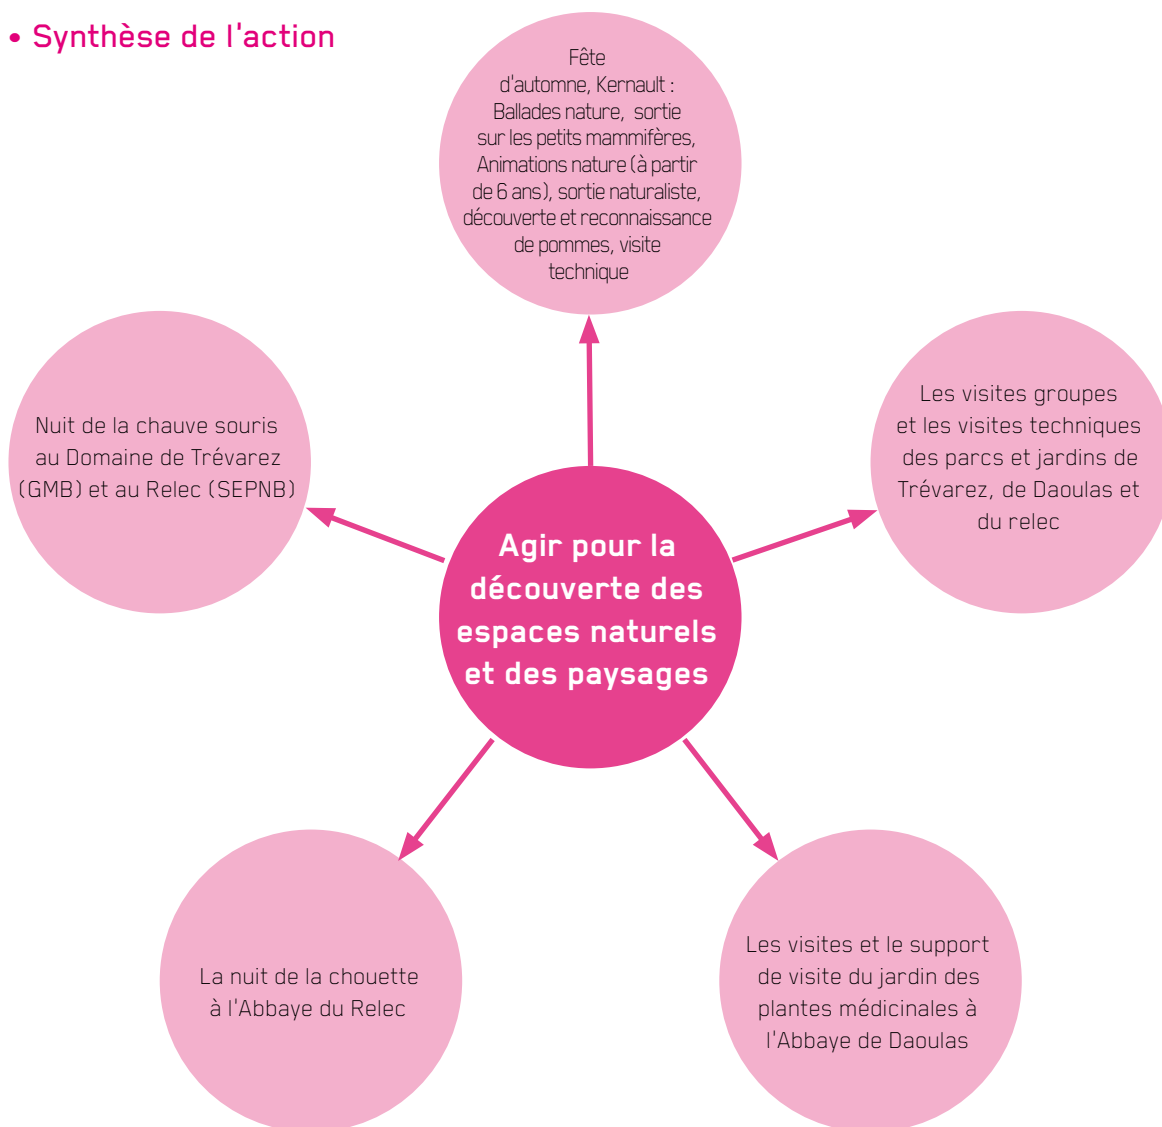 • Synthèse de l'action
Fête
d'automne, Kernault :
Ballades nature, sortie
sur les petits mammifères,
Animations nature (à partir
de 6 ans), sortie naturaliste,
découverte et reconnaissance
de pommes, visite
technique
Nuit de la chauve souris
au Domaine de Trévarez
(GMB) et au Relec (SEPNB)
Les visites groupes
et les visites techniques
des parcs et jardins de
Trévarez, de Daoulas et
du relec
Agir pour la
découverte des
espaces naturels
et des paysages
La nuit de la chouette
à l'Abbaye du Relec
Les visites et le support
de visite du jardin des
plantes médicinales à
l'Abbaye de Daoulas